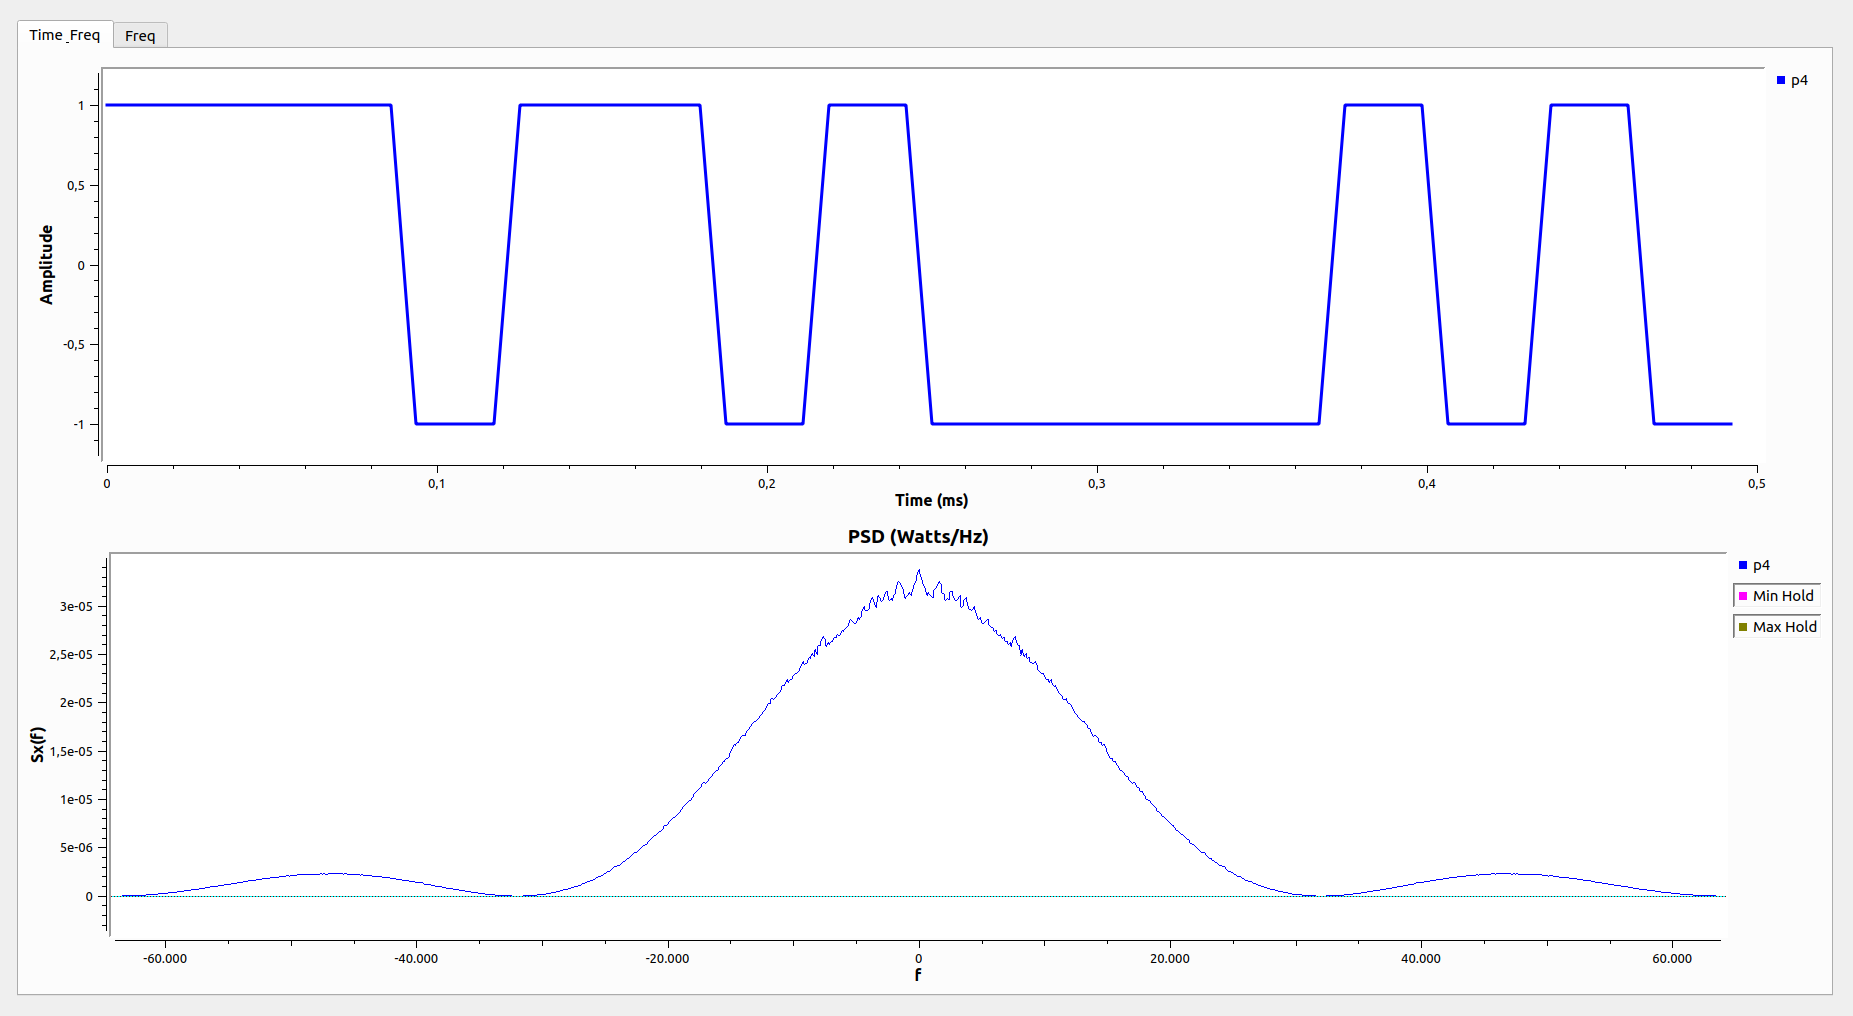 Time_Freq
Freq
p4
1
0,5
0
-0,5
-1
Amplitude
0
0,1
0,2
0,3
0,4
0,5
Time (ms)
PSD (Watts/Hz)
p4
Min Hold
Max Hold
3e-05
2,5e-05
2e-05
1,5e-05
1e-05
5e-06
0
Sx(f)
-60.000
-40.000
-20.000
0
20.000
40.000
60.000
f